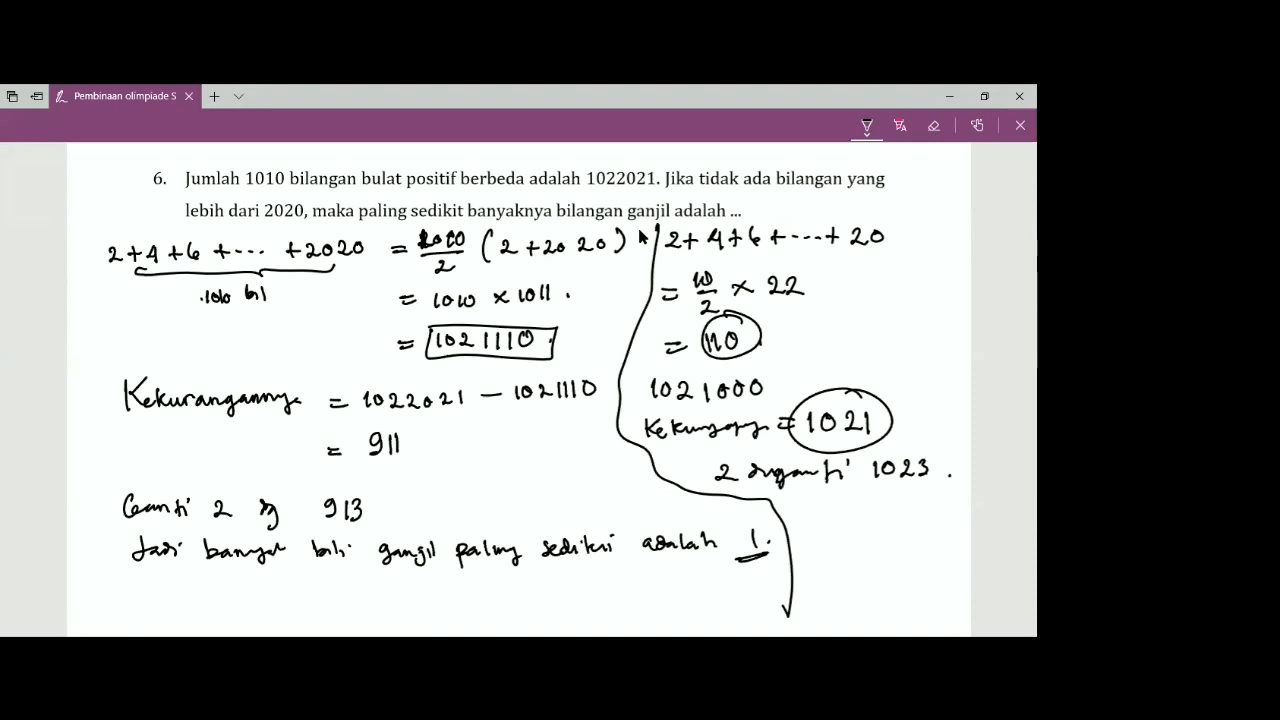 Pembinaan olimpiade S
6. Jumlah 1010 bilangan bulat positif berbeda adalah 1022021. Jika tidak ada bilangan yang
lebih dari 2020, maka paling sedikit banyaknya bilangan ganjil adalah ...
2+4+6 + ··· + 2020 = 1010/2 (2 + 2020)
1010 bil
= 1010 × 1011.
= 1021110.
Kekurangannya = 1022021 − 1021110
= 911
Ganti 2 dg 913
Jadi banyak bil. ganjil paling sedikit adalah 1.
2+4+6+···+ 20
= 10/2 × 22
= 110
1021000
= 1021
2 diganti 1023.